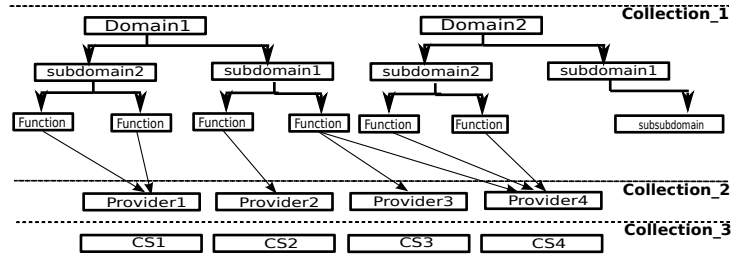 Collection_1
Domain1 Domain2
subdomain2 subdomain1 subdomain2 subdomain1
Function Function Function Function Function Function subsubdomain
Collection_2
Provider1 Provider2 Provider3 Provider4
Collection_3
CS1 CS2 CS3 CS4